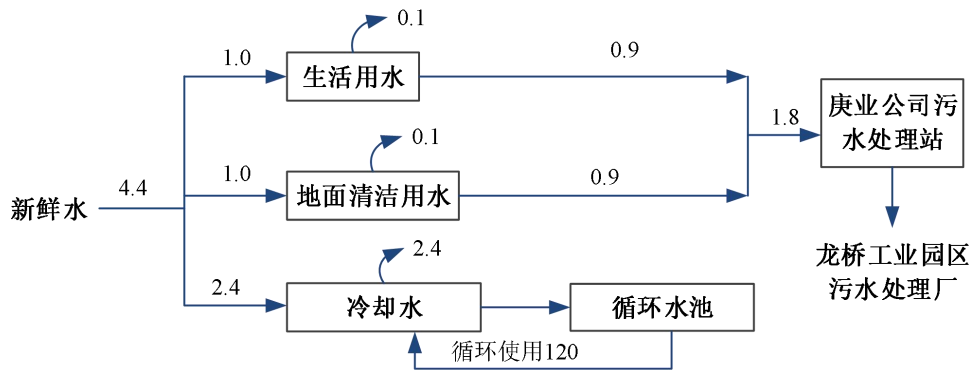 0.1
1.0
生活用水
0.9
庚业公司污
水处理站
1.8
0.1
1.0
地面清洁用水
0.9
新鲜水
4.4
龙桥工业园区
污水处理厂
2.4
2.4
冷却水
循环水池
循环使用120